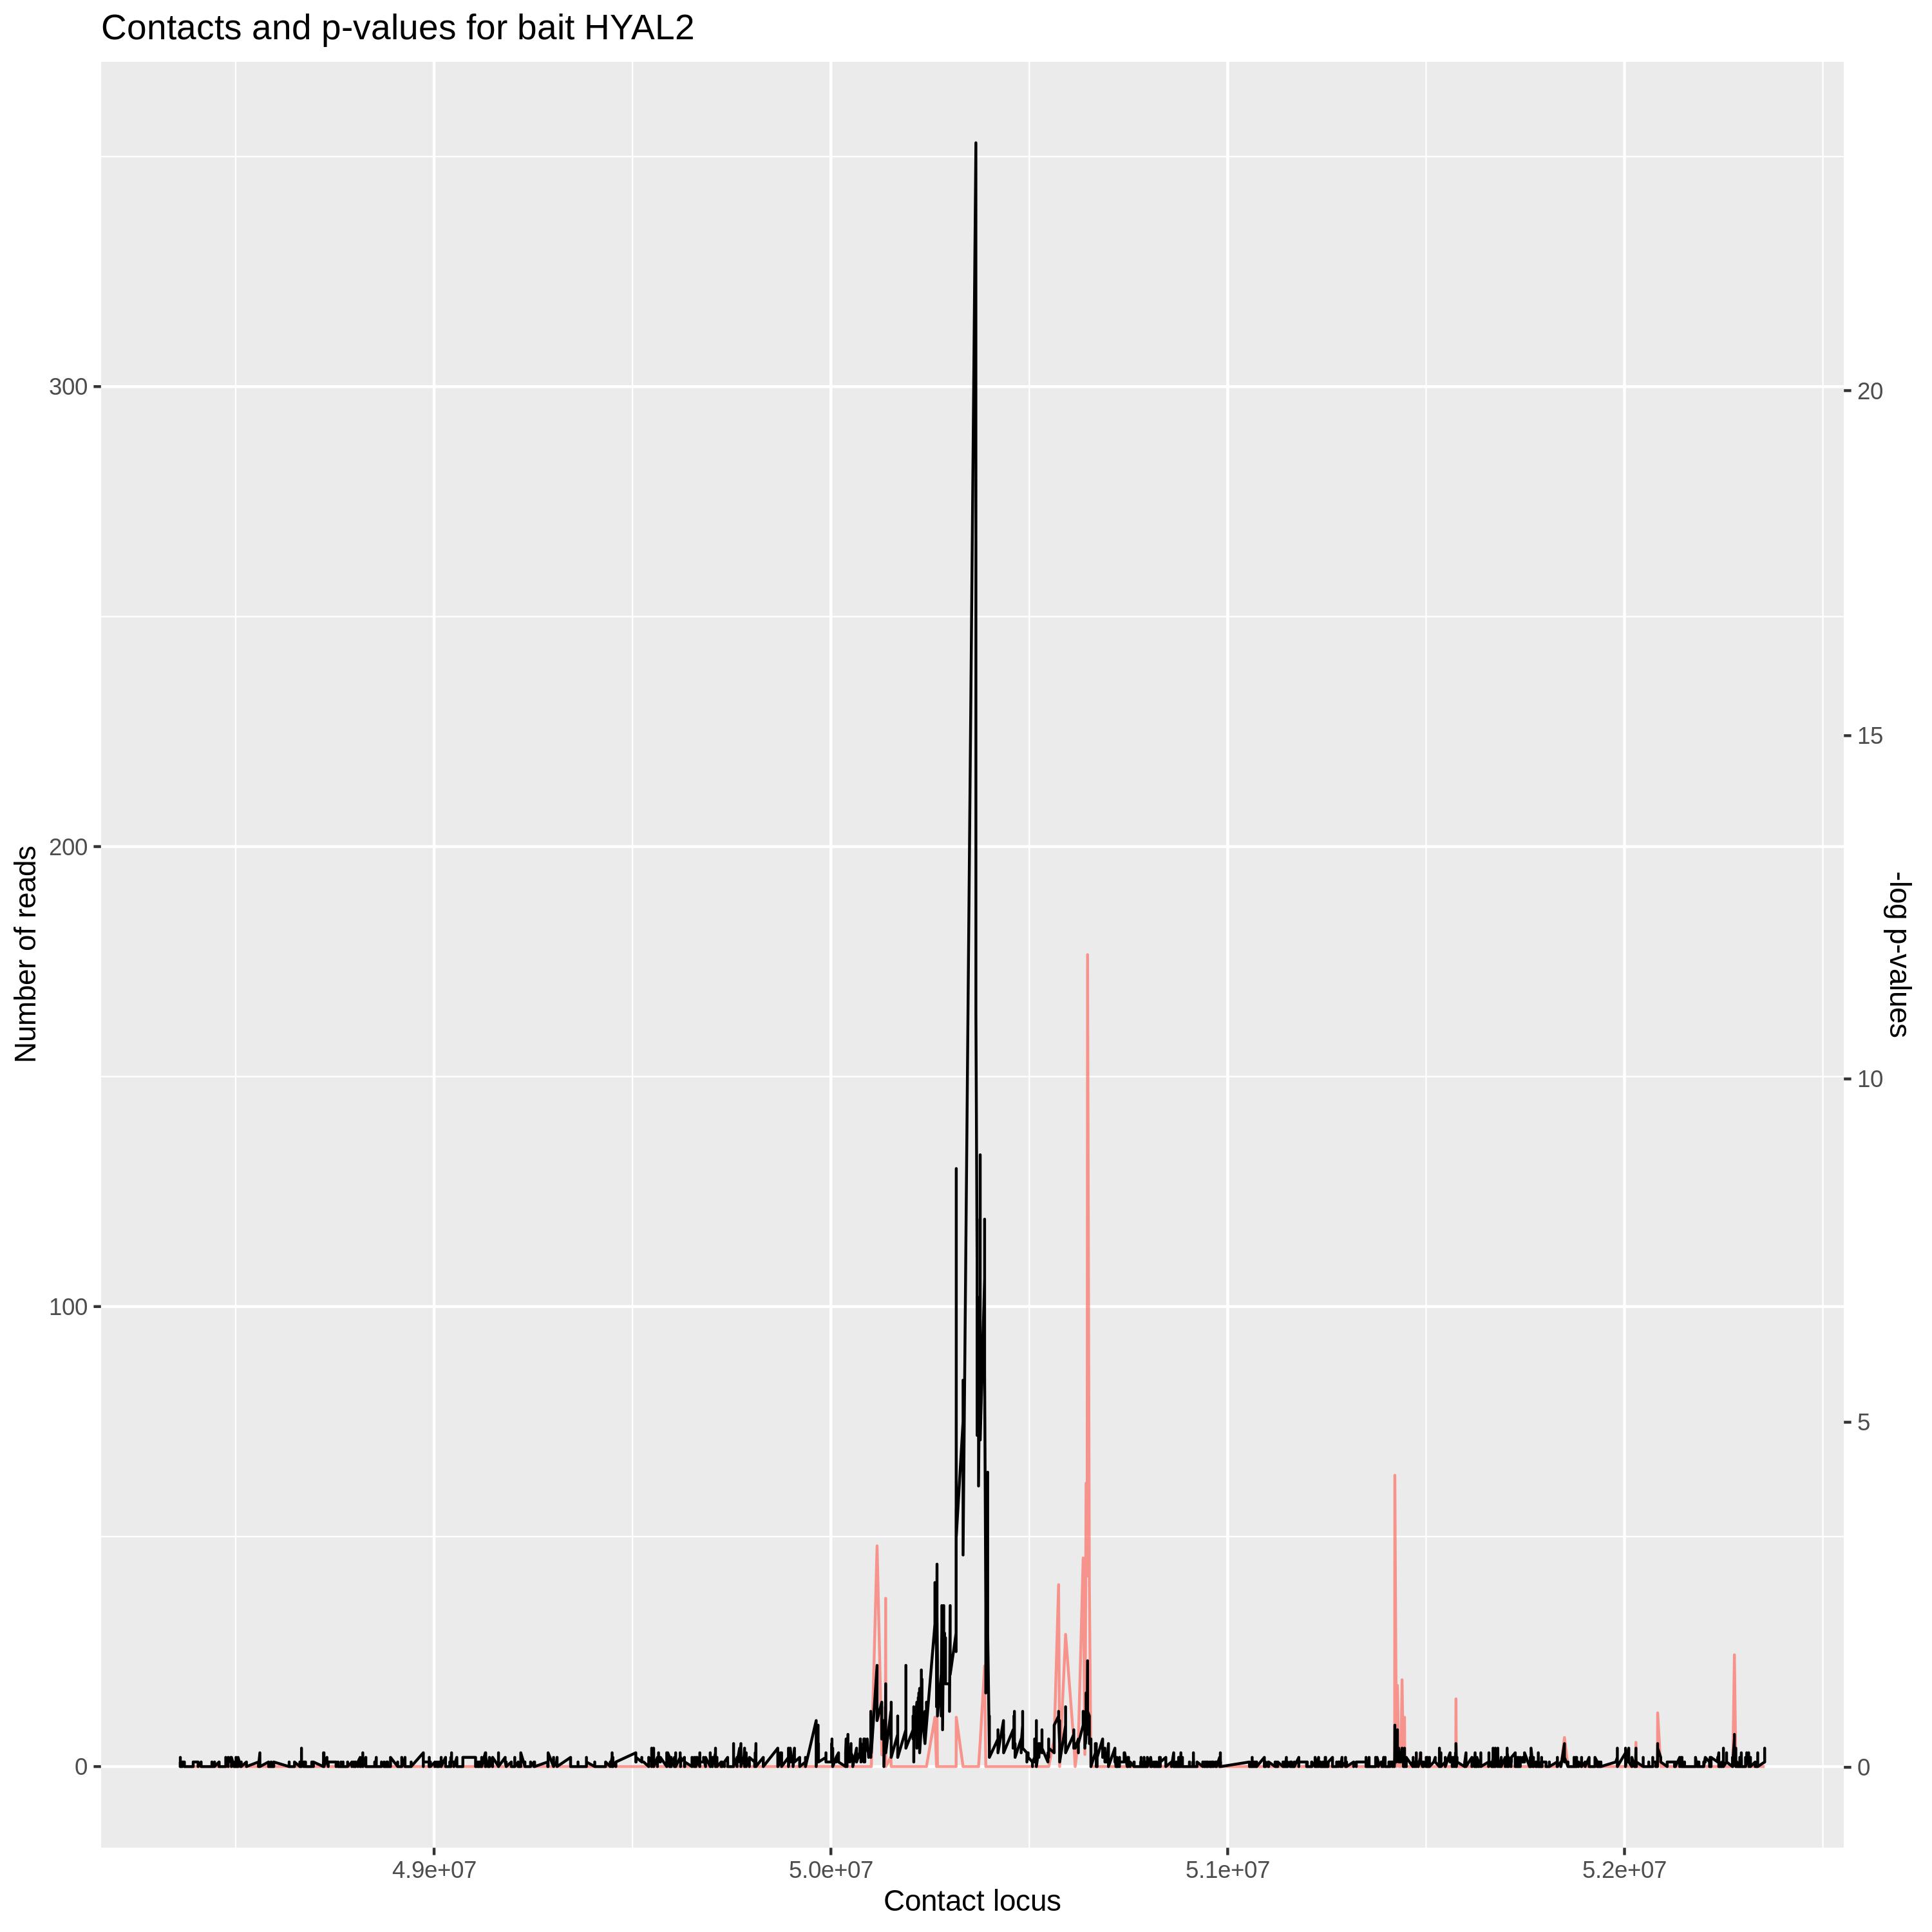 Contacts and p-values for bait HYAL2
300
200
100
0
20
15
10
5
0
Number of reads
-log p-values
4.9e+07 5.0e+07 5.1e+07 5.2e+07
Contact locus